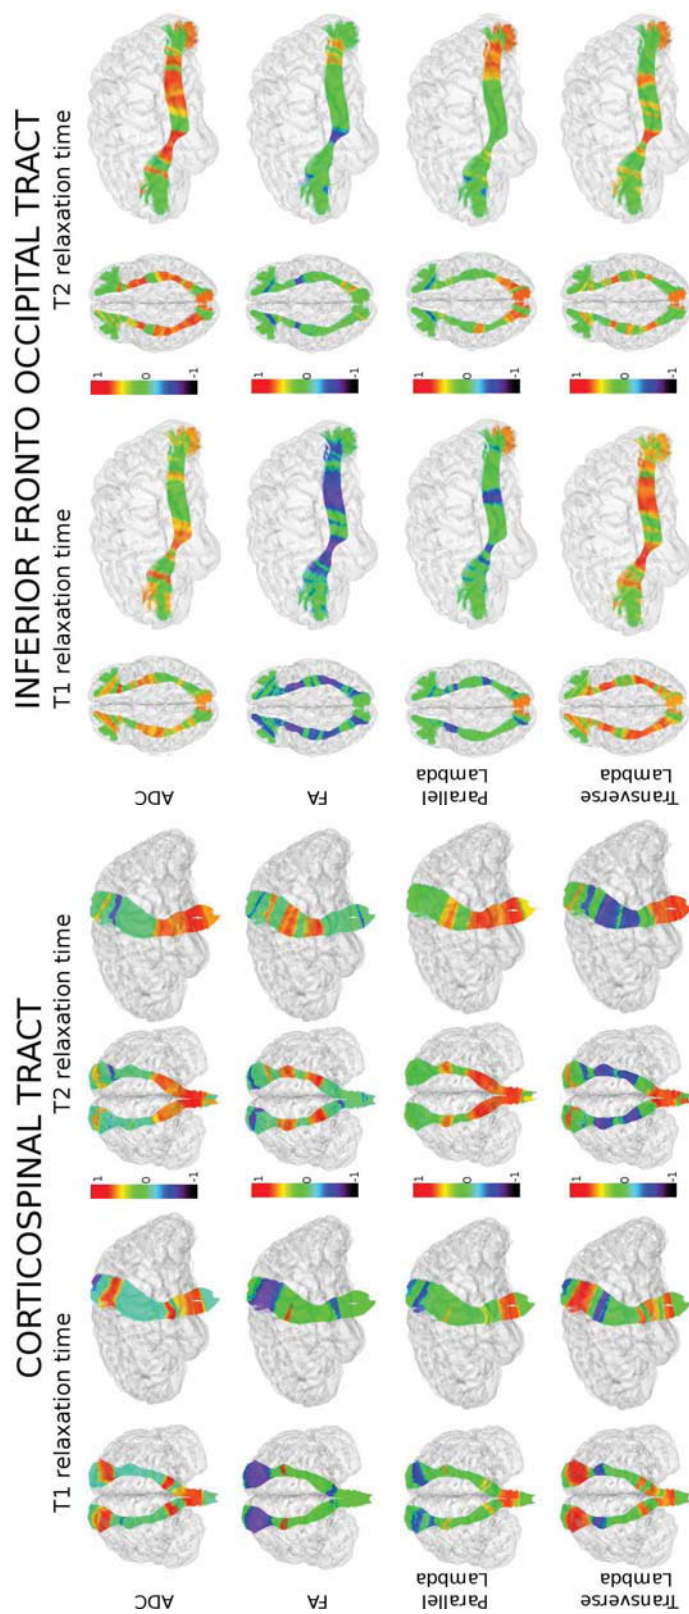 CORTICOSPINAL TRACT
T1 relaxation time
T2 relaxation time
ADC
1
0
-1
FA
1
0
-1
Parallel
Lambda
1
0
-1
Transverse
Lambda
1
0
-1
INFERIOR FRONTO OCCIPITAL TRACT
T1 relaxation time
T2 relaxation time
ADC
1
0
-1
FA
1
0
-1
Parallel
Lambda
1
0
-1
Transverse
Lambda
1
0
-1